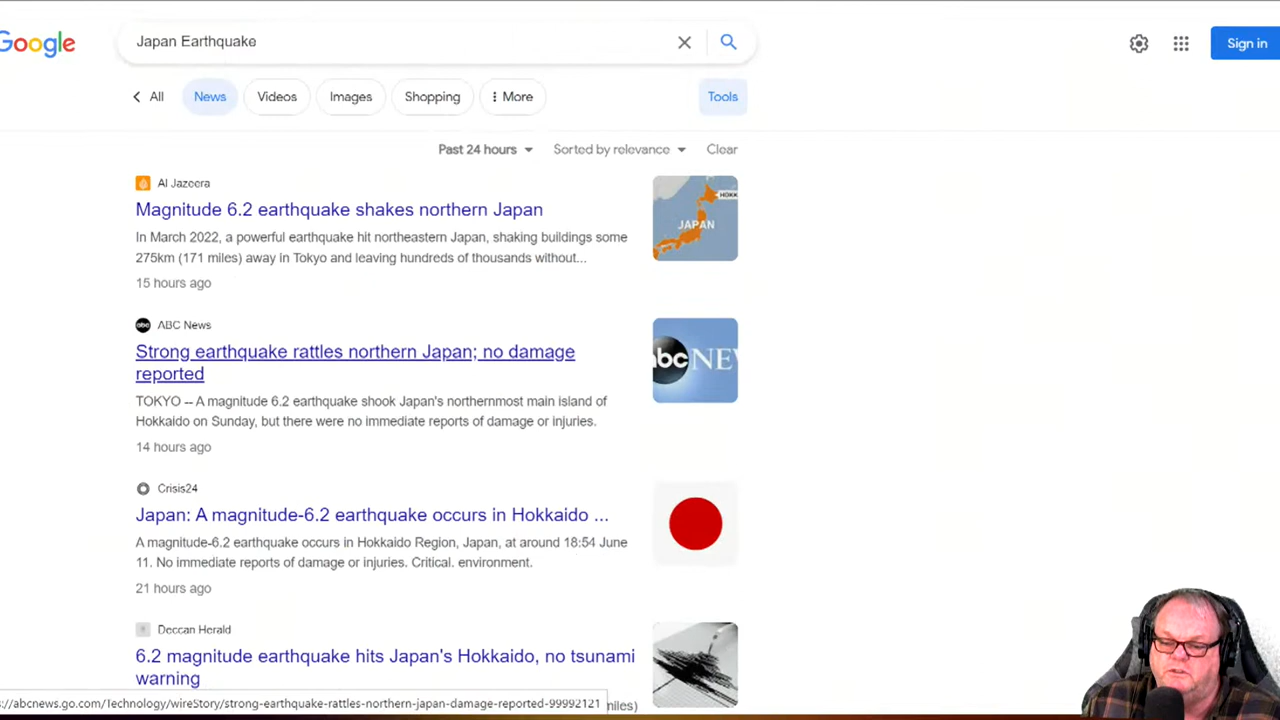 Google
Japan Earthquake
Sign in
All
News
Videos
Images
Shopping
More
Tools
Past 24 hours
Sorted by relevance
Clear
Al Jazeera
Magnitude 6.2 earthquake shakes northern Japan
In March 2022, a powerful earthquake hit northeastern Japan, shaking buildings some
275km (171 miles) away in Tokyo and leaving hundreds of thousands without...
15 hours ago
HOKK
JAPAN
abc ABC News
Strong earthquake rattles northern Japan; no damage
reported
TOKYO -- A magnitude 6.2 earthquake shook Japan's northernmost main island of
Hokkaido on Sunday, but there were no immediate reports of damage or injuries.
14 hours ago
abc NEW
Crisis24
Japan: A magnitude-6.2 earthquake occurs in Hokkaido ...
A magnitude-6.2 earthquake occurs in Hokkaido Region, Japan, at around 18:54 June
11. No immediate reports of damage or injuries. Critical. environment.
21 hours ago
Deccan Herald
6.2 magnitude earthquake hits Japan's Hokkaido, no tsunami
warning
s://abcnews.go.com/Technology/wireStory/strong-earthquake-rattles-northern-japan-damage-reported-99992121
miles)